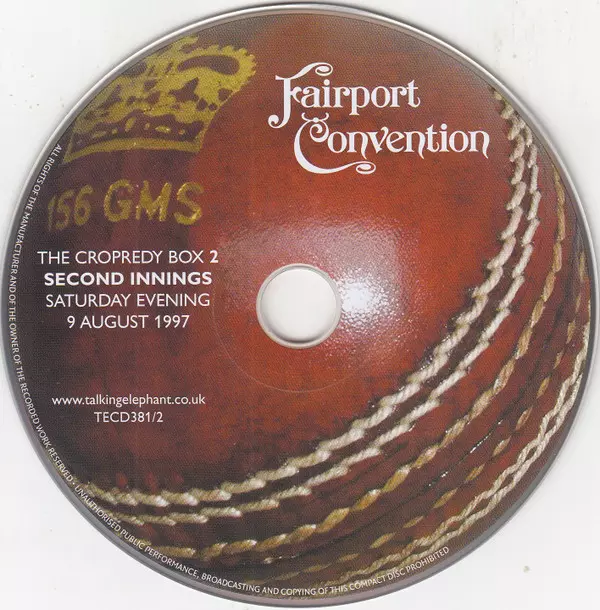 Fairport
Convention
156 GMS
THE CROPREDY BOX 2
SECOND INNINGS
SATURDAY EVENING
9 AUGUST 1997
www.talkingelephant.co.uk
TECD381/2
ALL RIGHTS OF THE MANUFACTURER AND OF THE OWNER OF THE RECORDED WORK RESERVED • UNAUTHORISED PUBLIC PERFORMANCE, BROADCASTING AND COPYING OF THIS COMPACT DISC PROHIBITED